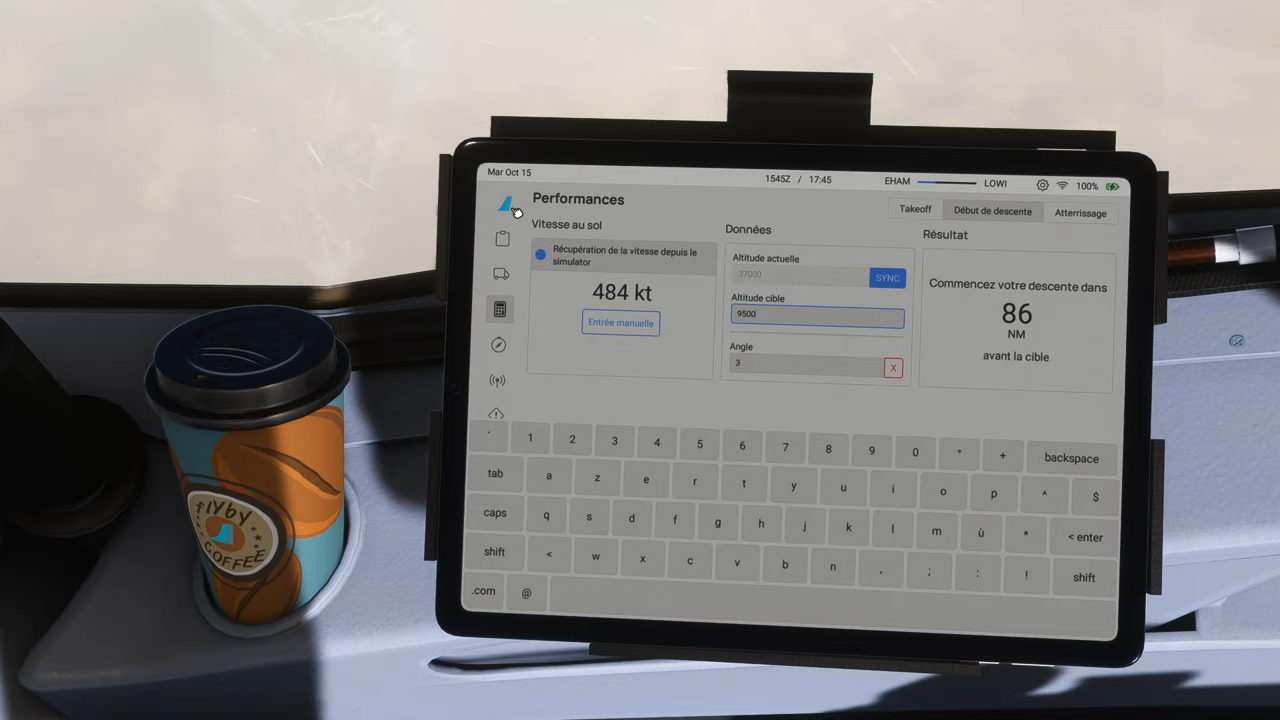 Mar Oct 15
1545Z / 17:45
EHAM
LOWI
100%
Performances
Takeoff
Début de descente
Atterrissage
Vitesse au sol
Récupération de la vitesse depuis le
simulator
484 kt
Entrée manuelle
Données
Altitude actuelle
37000
SYNC
Altitude cible
9500
Angle
3
X
Résultat
Commencez votre descente dans
86
NM
avant la cible
1 2 3 4 5 6 7 8 9 0 + backspace
tab a z e r t y u i o p ^ $
caps q s d f g h j k l m ù * < enter
shift < w x c v b n , ; : ! shift
.com @
flyby
COFFEE